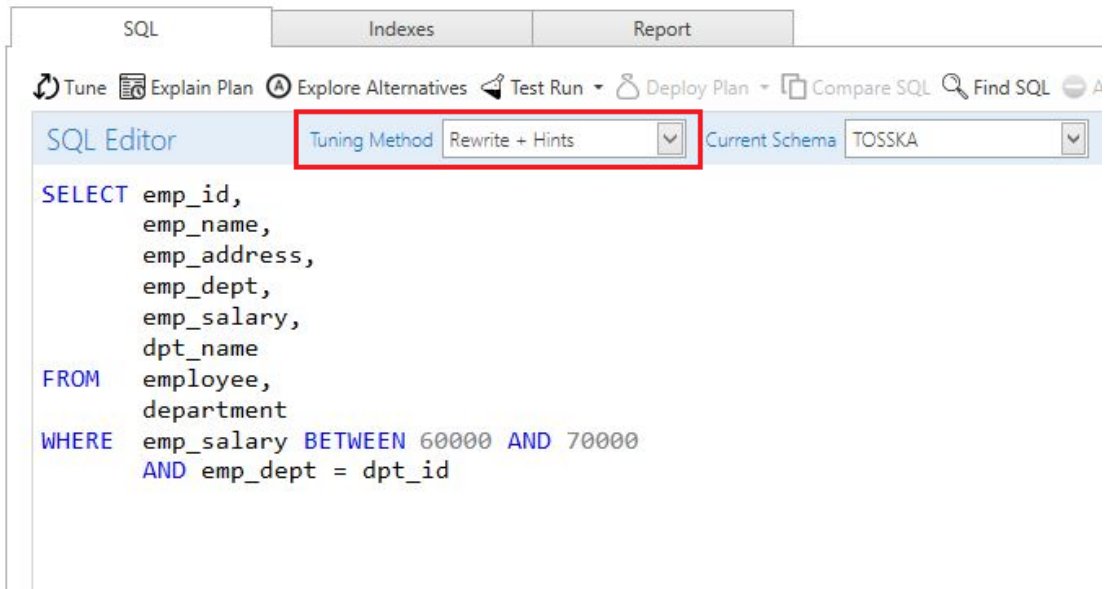 SQL Indexes Report
Tune Explain Plan Explore Alternatives Test Run Deploy Plan Compare SQL Find SQL
SQL Editor Tuning Method Rewrite + Hints Current Schema TOSSKA
SELECT emp_id,
emp_name,
emp_address,
emp_dept,
emp_salary,
dpt_name
FROM employee,
department
WHERE emp_salary BETWEEN 60000 AND 70000
AND emp_dept = dpt_id